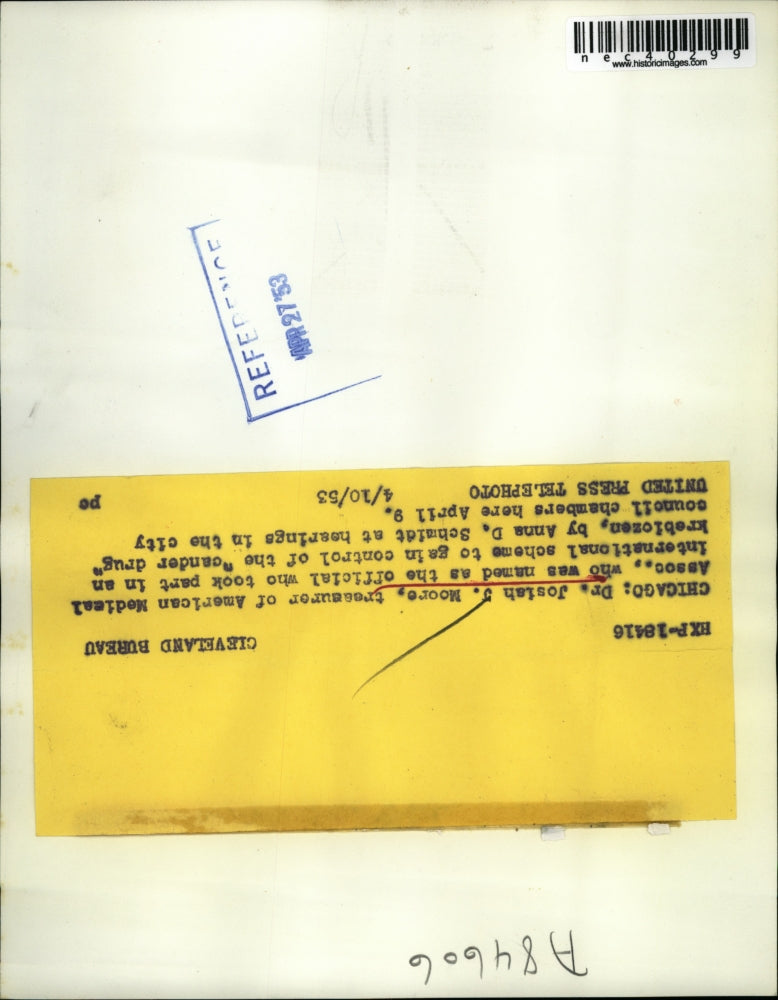 nec40299
www.historicimages.com
REFERENCE
APR 27 '53
HXP-18416 CLEVELAND BUREAU
CHICAGO: Dr. Josiah J. Moore, treasurer of American Medical
Assoc., who was named as the official who took part in an
international scheme to gain control of the "cander drug"
krebiozen, by Anna D. Schmidt at hearings in the city
council chambers here April 9.
UNITED PRESS TELEPHOTO 4/10/53 pc
A84606